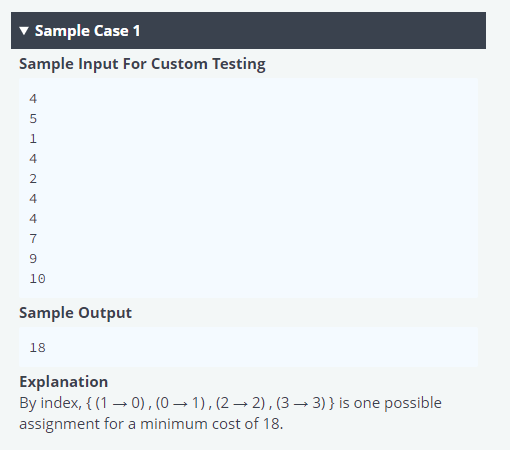 ▼ Sample Case 1
Sample Input For Custom Testing
4
5
1
4
2
4
4
7
9
10
Sample Output
18
Explanation
By index, { (1 → 0) , (0 → 1) , (2 → 2) , (3 → 3) } is one possible
assignment for a minimum cost of 18.